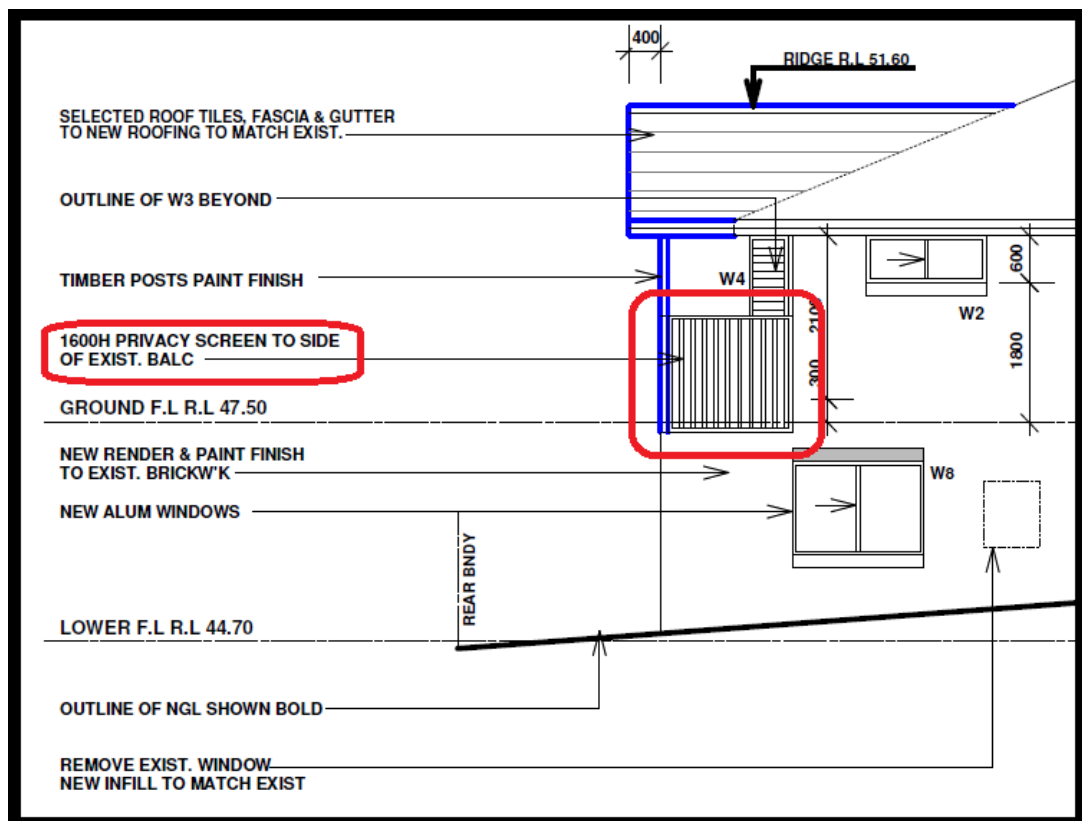 400
RIDGE R.L 51.60
SELECTED ROOF TILES, FASCIA & GUTTER
TO NEW ROOFING TO MATCH EXIST.
OUTLINE OF W3 BEYOND
600
TIMBER POSTS PAINT FINISH
W4
W2
2100
1600H PRIVACY SCREEN TO SIDE
OF EXIST. BALC
1800
300
GROUND F.L R.L 47.50
NEW RENDER & PAINT FINISH
TO EXIST. BRICKW'K
W8
NEW ALUM WINDOWS
REAR BNDY
LOWER F.L R.L 44.70
OUTLINE OF NGL SHOWN BOLD
REMOVE EXIST. WINDOW
NEW INFILL TO MATCH EXIST